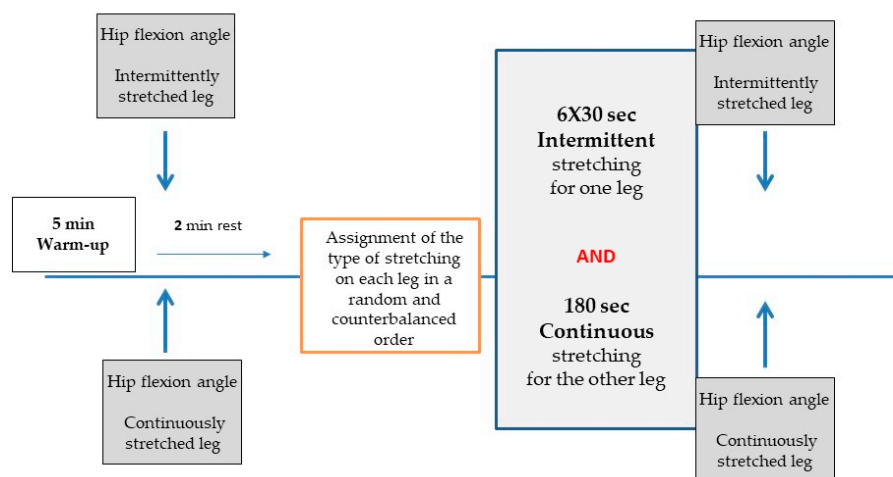 Hip flexion angle
Intermittently
stretched leg
5 min
Warm-up
2 min rest
Hip flexion angle
Continuously
stretched leg
Assignment of the
type of stretching
on each leg in a
random and
counterbalanced
order
6X30 sec
Intermittent
stretching
for one leg
AND
180 sec
Continuous
stretching
for the other leg
Hip flexion angle
Intermittently
stretched leg
Hip flexion angle
Continuously
stretched leg